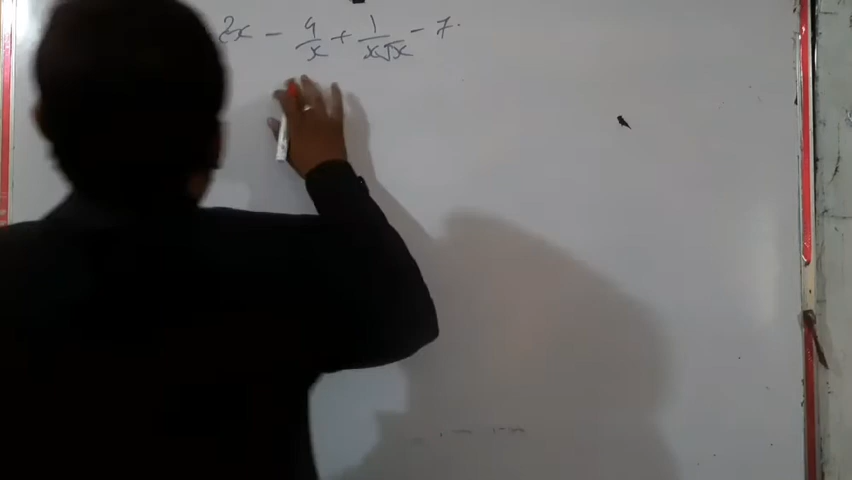 2x - 4/x + 1/(x√x) - 7.